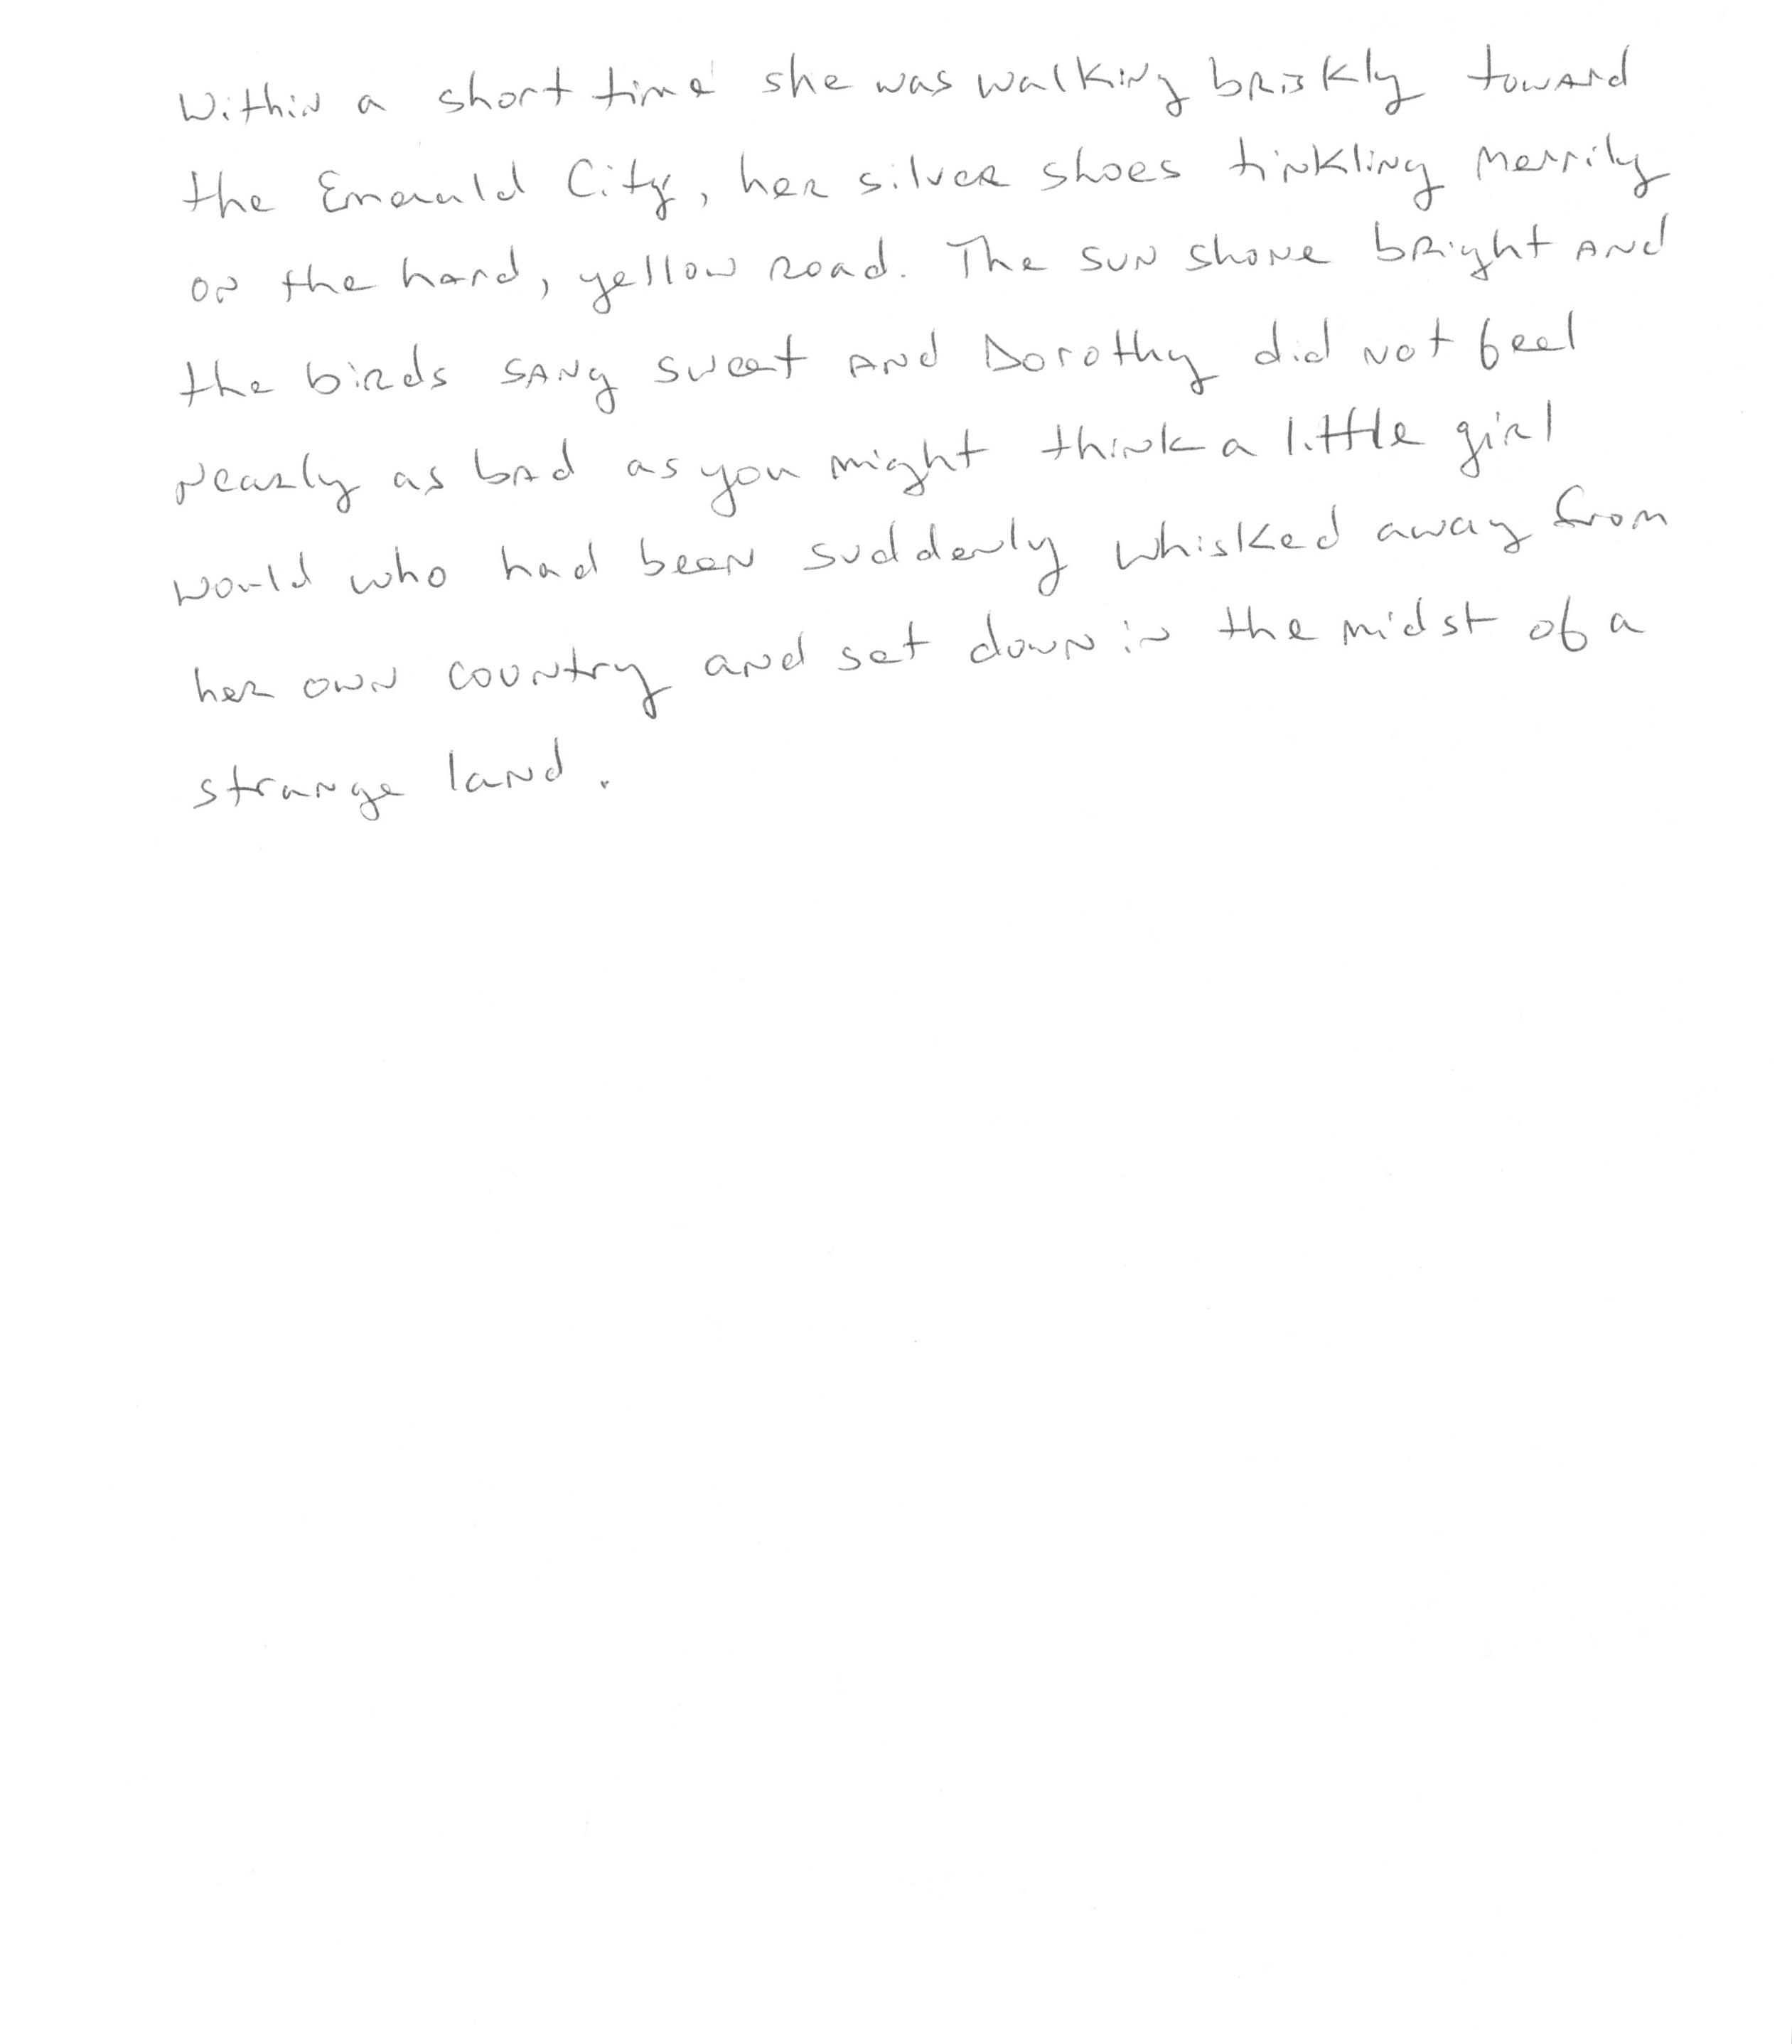 Within a short time she was walking briskly toward
the Emerald City, her silver shoes tinkling merrily
on the hard, yellow road. The sun shone bright and
the birds sang sweet and Dorothy did not feel
nearly as bad as you might think a little girl
would who had been suddenly whisked away from
her own country and set down in the midst of a
strange land.